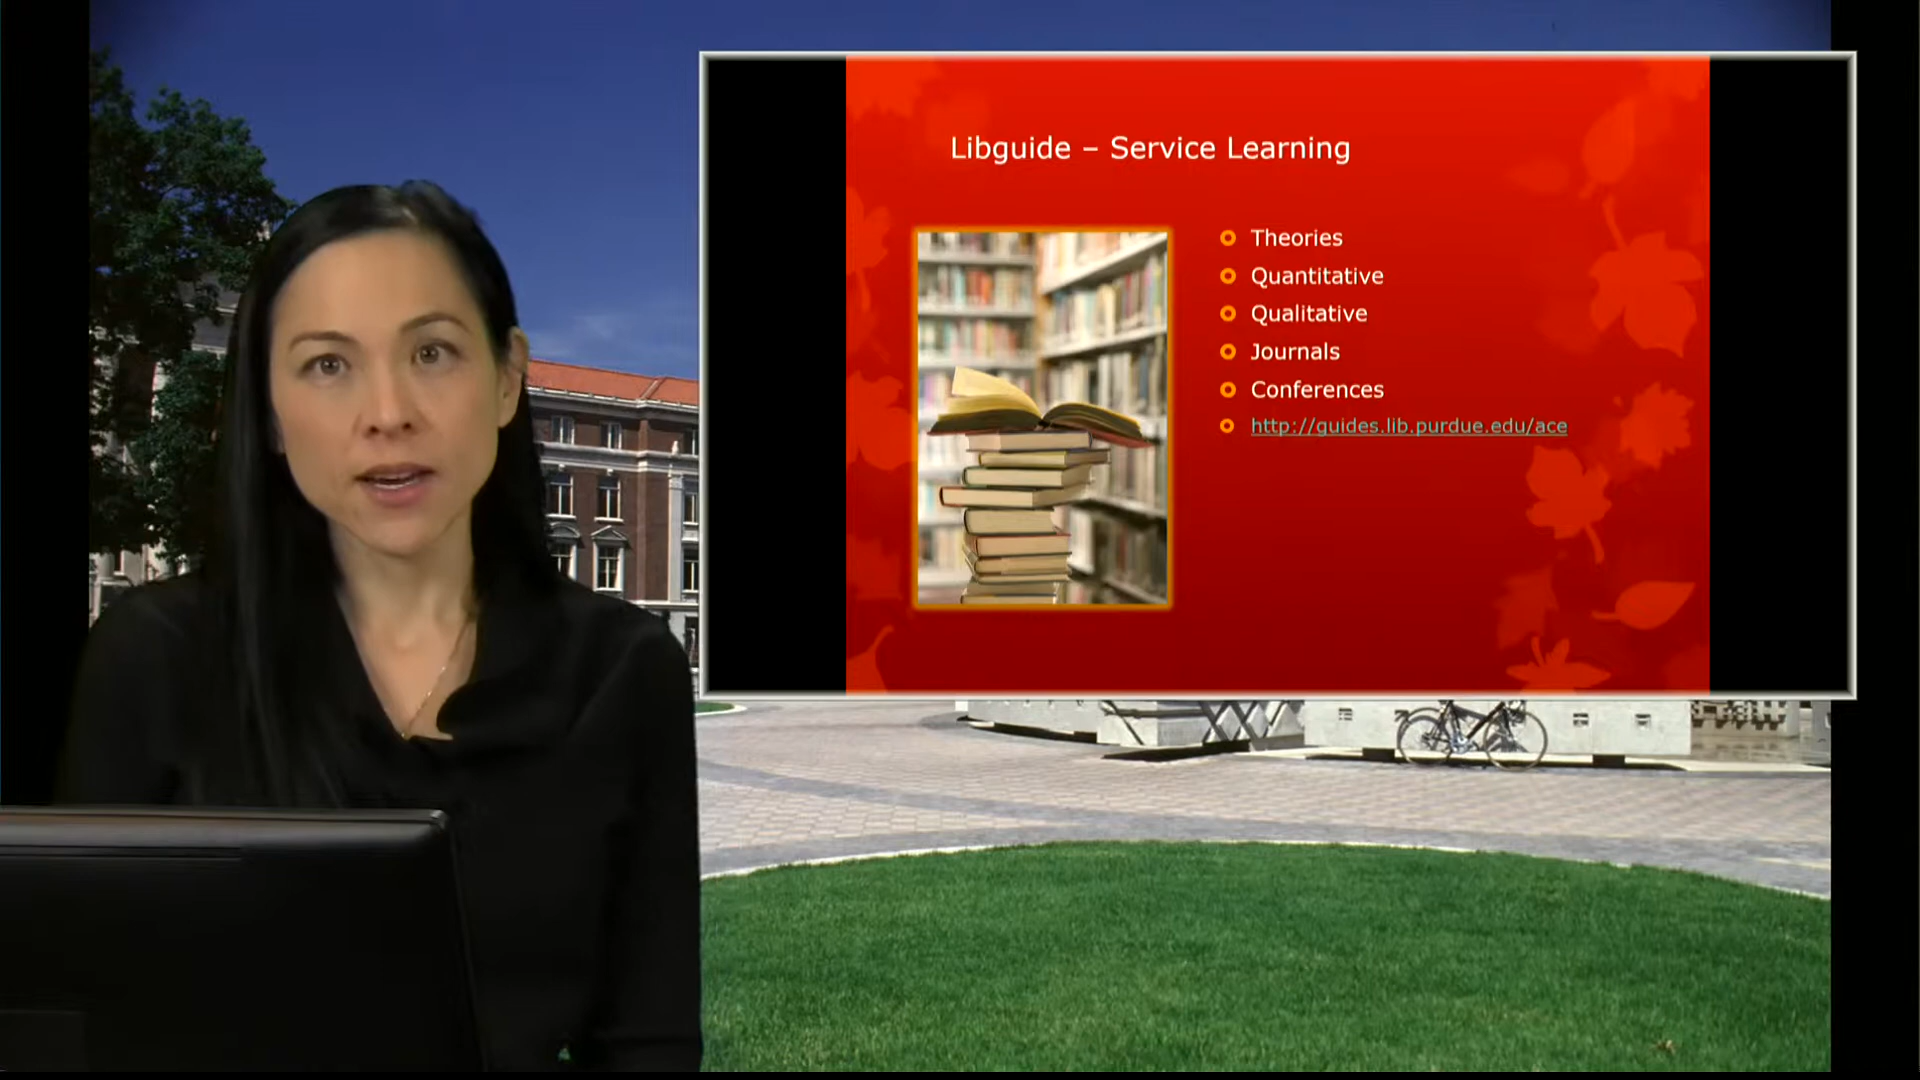 Libguide – Service Learning
Theories
Quantitative
Qualitative
Journals
Conferences
http://guides.lib.purdue.edu/ace